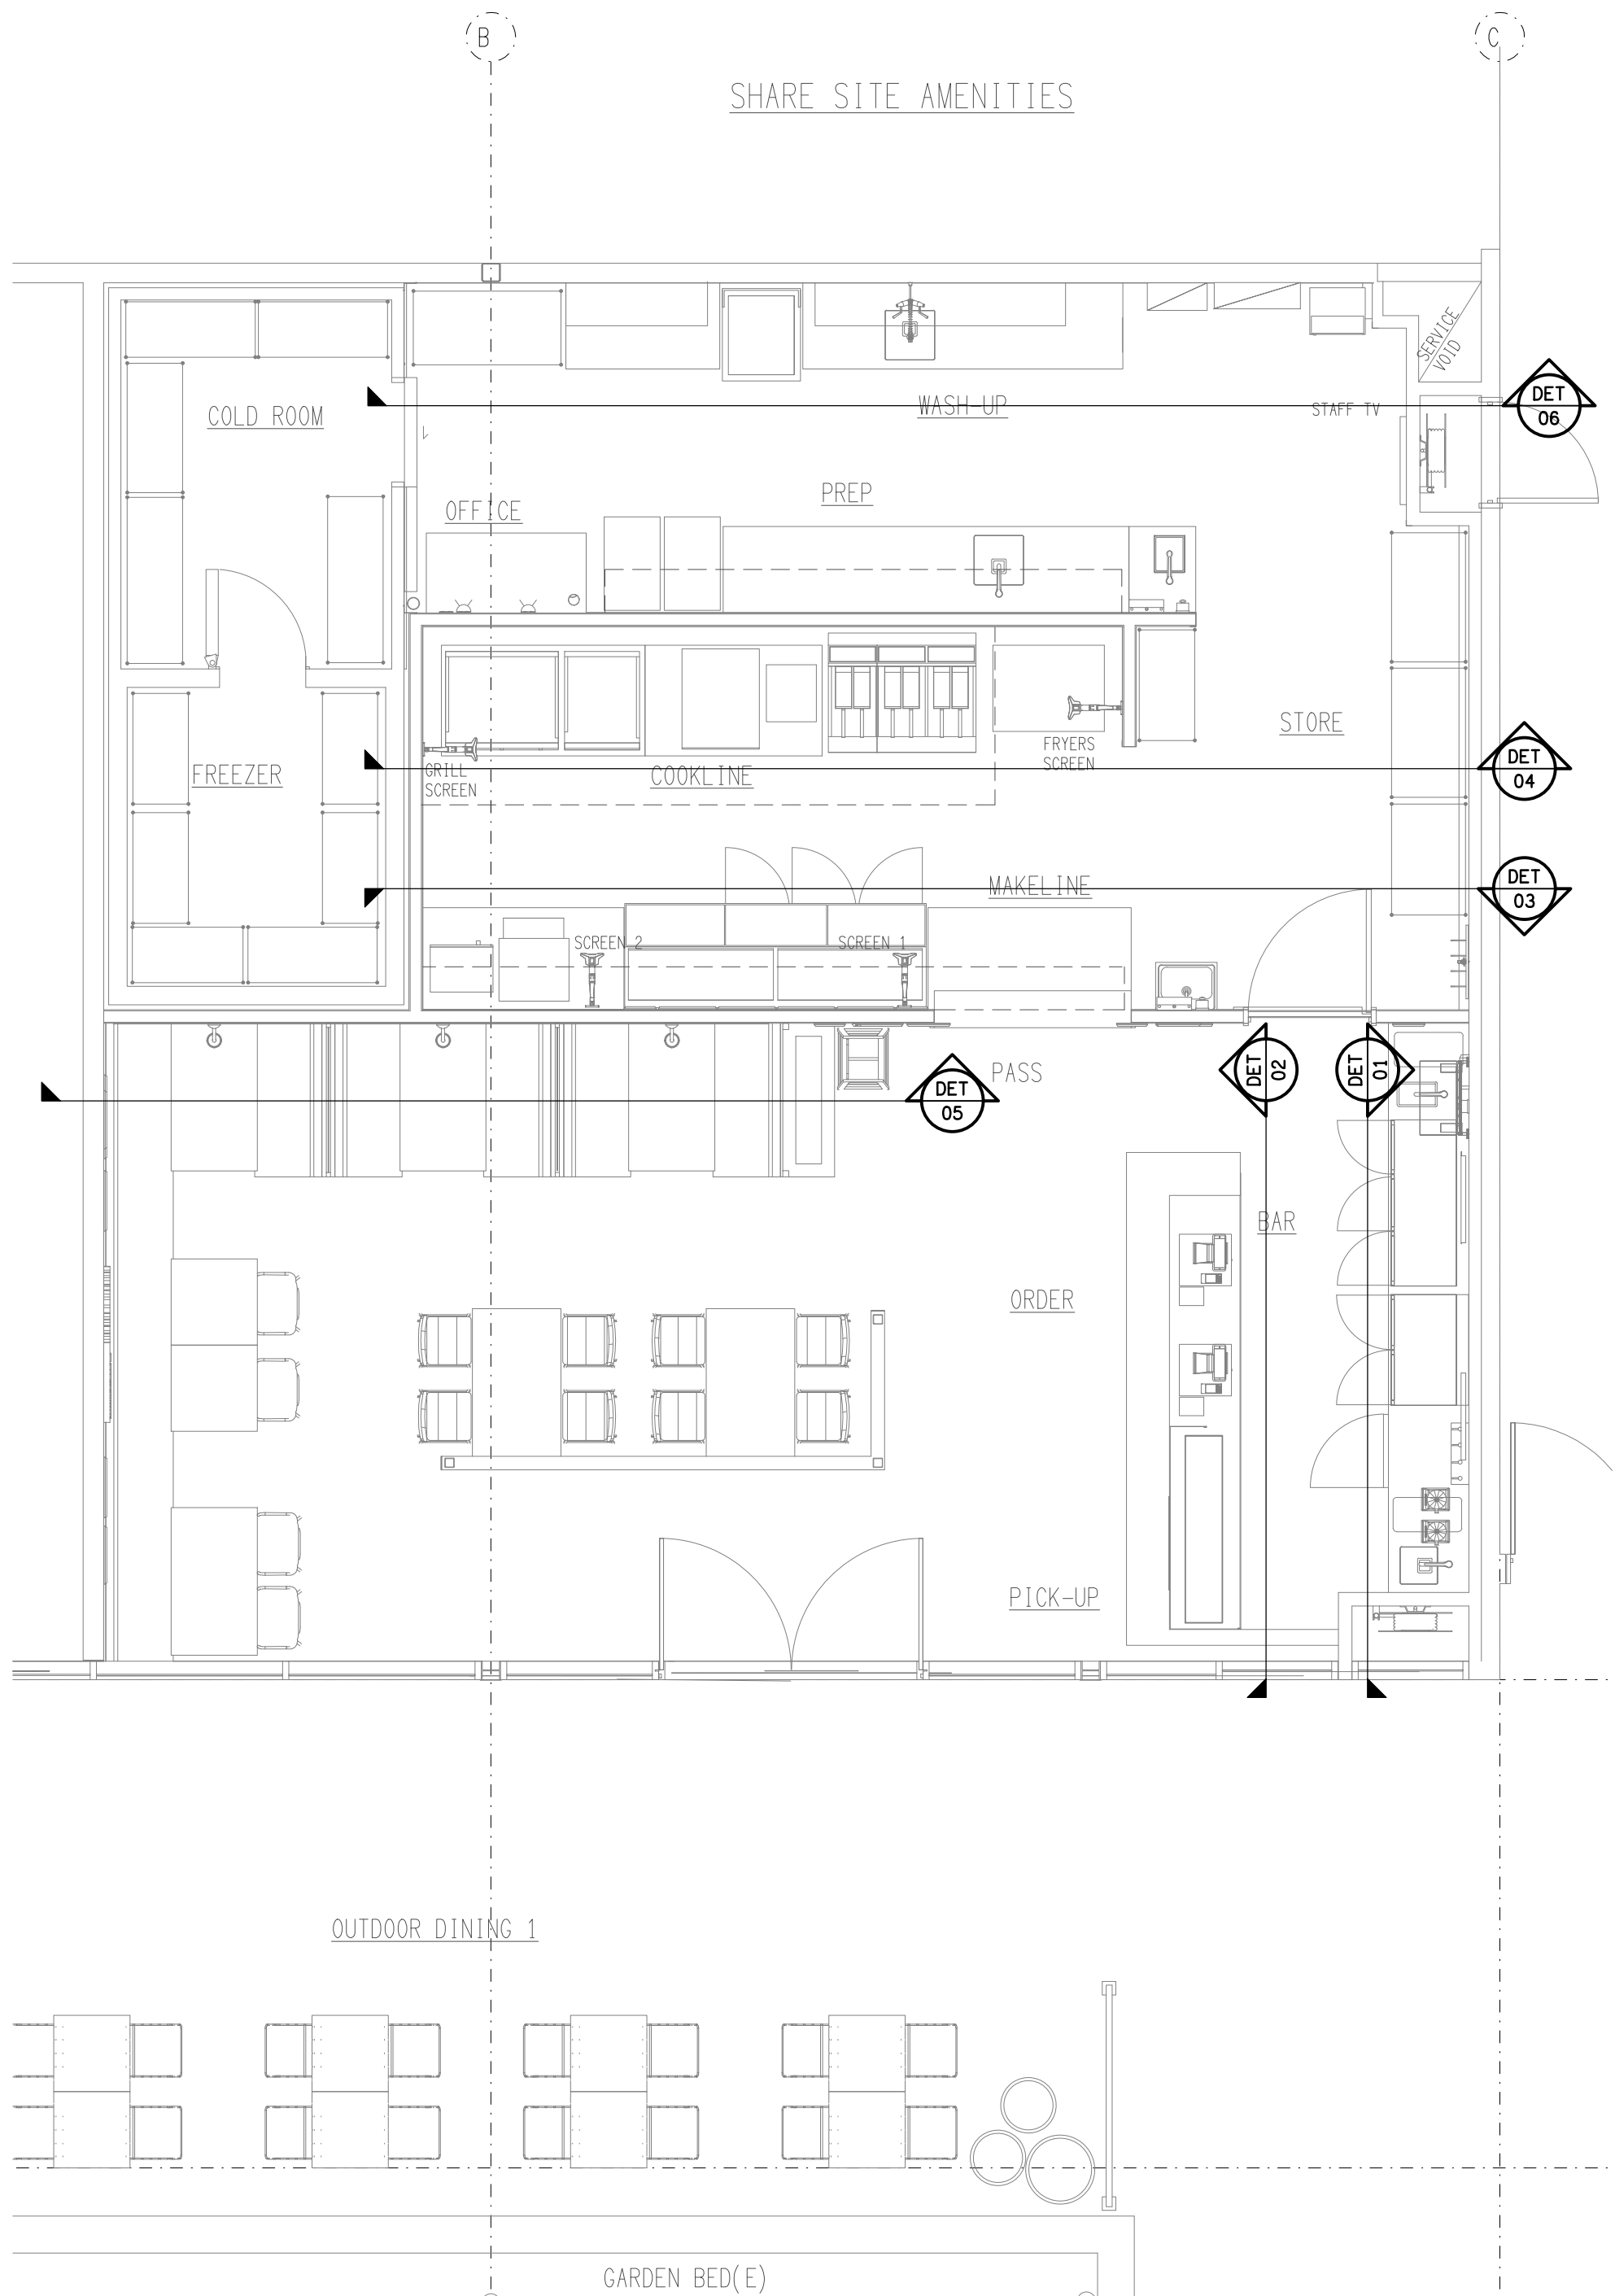 B
C
SHARE SITE AMENITIES
SERVICE
VOID
COLD ROOM
WASH-UP
STAFF TV
DET
06
OFFICE
PREP
STORE
FREEZER
GRILL
SCREEN
COOKLINE
FRYERS
SCREEN
DET
04
MAKELINE
DET
03
SCREEN 2
SCREEN 1
PASS
DET
05
DET
02
DET
01
BAR
ORDER
PICK-UP
OUTDOOR DINING 1
GARDEN BED(E)